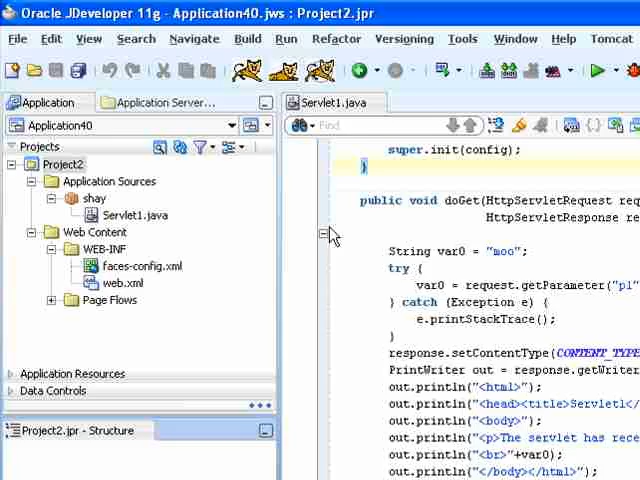 Oracle JDeveloper 11g - Application40.jws : Project2.jpr
File Edit View Search Navigate Build Run Refactor Versioning Tools Window Help Tomcat
Application
Application Server...
Servlet1.java
Application40
Find
Projects
Project2
Application Sources
shay
Servlet1.java
Web Content
WEB-INF
faces-config.xml
web.xml
Page Flows
Application Resources
Data Controls
Project2.jpr - Structure
super.init(config);
}
public void doGet(HttpServletRequest req
HttpServletResponse re
String var0 = "moo";
try {
var0 = request.getParameter("p1"
} catch (Exception e) {
e.printStackTrace();
}
response.setContentType(CONTENT_TYPE
PrintWriter out = response.getWriter
out.println("<html>");
out.println("<head><title>Servlet1</
out.println("<body>");
out.println("<p>The servlet has rece
out.println("<br>"+var0);
out.println("</body></html>");